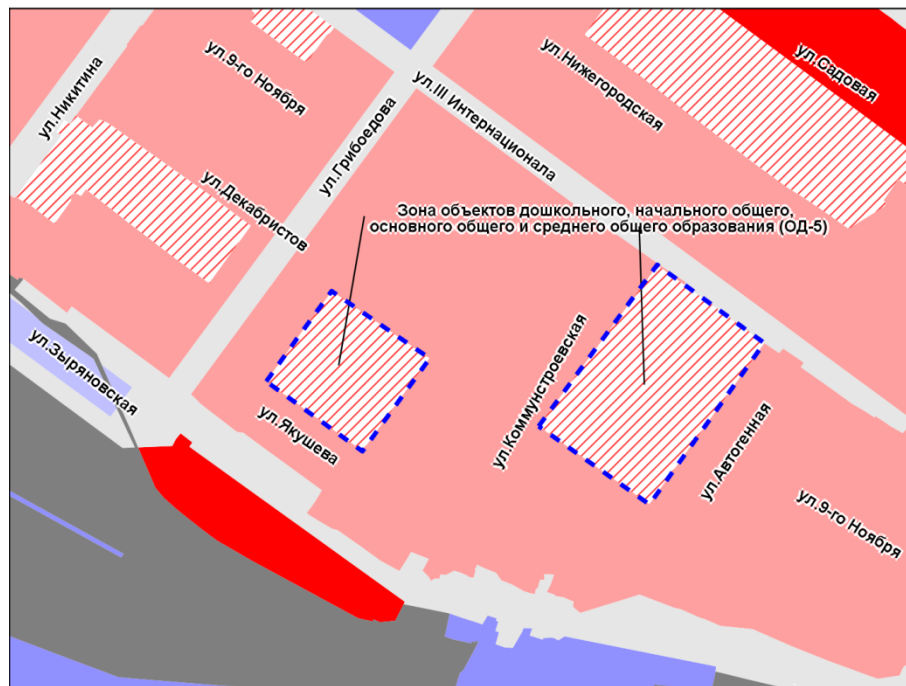 ул.9-го Ноября
ул.Никитина
ул.III Интернационала
ул.Нижегородская
ул.Садовая
ул.Грибоедова
ул.Декабристов
Зона объектов дошкольного, начального общего,
основного общего и среднего общего образования (ОД-5)
ул.Зыряновская
ул.Якушева
ул.Коммунстроевская
ул.Автогенная
ул.9-го Ноября